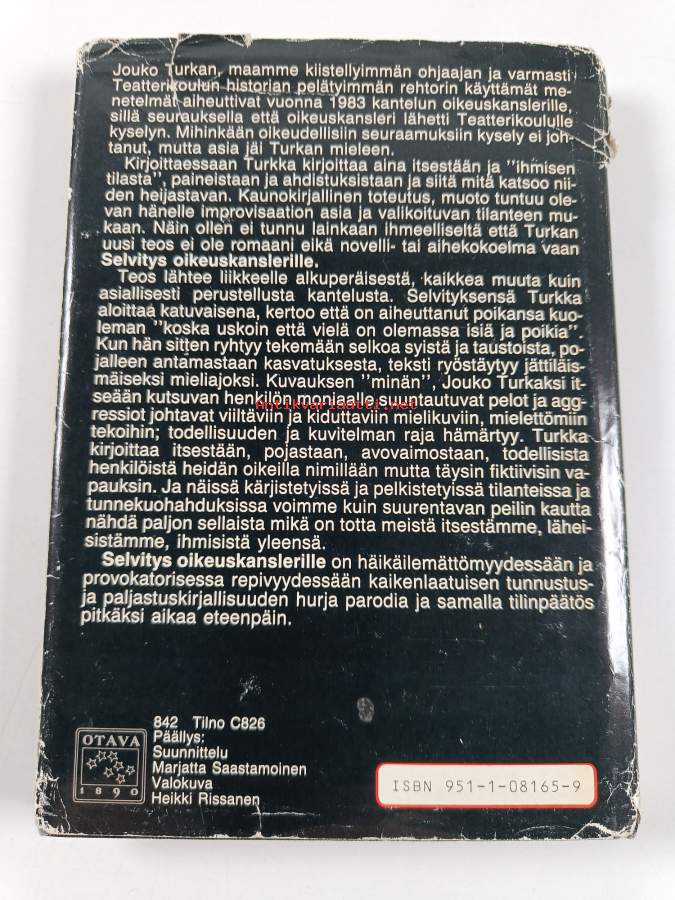 Jouko Turkan, maamme kiistellyimmän ohjaajan ja varmasti
Teatterikoulun historian pelätyimmän rehtorin käyttämät me-
netelmät aiheuttivat vuonna 1983 kantelun oikeuskanslerille,
sillä seurauksella että oikeuskansleri lähetti Teatterikoululle
kyselyn. Mihinkään oikeudellisiin seuraamuksiin kysely ei joh-
tanut, mutta asia jäi Turkan mieleen.
Kirjoittaessaan Turkka kirjoittaa aina itsestään ja "ihmisen
tilasta", paineistaan ja ahdistuksistaan ja siitä mitä katsoo nii-
den heijastavan. Kaunokirjallinen toteutus, muoto tuntuu ole-
van hänelle improvisaation asia ja valikoituvan tilanteen mu-
kaan. Näin ollen ei tunnu lainkaan ihmeelliseltä että Turkan
uusi teos ei ole romaani eikä novelli- tai aihekokoelma vaan
Selvitys oikeuskanslerille.
Teos lähtee liikkeelle alkuperäisestä, kaikkea muuta kuin
asiallisesti perustellusta kantelusta. Selvityksensä Turkka
aloittaa katuvaisena, kertoo että on aiheuttanut poikansa kuo-
leman "koska uskoin että vielä on olemassa isiä ja poikia".
Kun hän sitten ryhtyy tekemään selkoa syistä ja taustoista, po-
jalleen antamastaan kasvatuksesta, teksti ryöstäytyy jättiläis-
mäiseksi mieliajoksi. Kuvauksen "minän", Jouko Turkaksi it-
seään kutsuvan henkilön moniaalle suuntautuvat pelot ja agg-
ressiot johtavat viiltäviin ja kiduttaviin mielikuviin, mielettömiin
tekoihin; todellisuuden ja kuvitelman raja hämärtyy. Turkka
kirjoittaa itsestään, pojastaan, avovaimostaan, todellisista
henkilöistä heidän oikeilla nimillään mutta täysin fiktiivisin va-
pauksin. Ja näissä kärjistetyissä ja pelkistetyissä tilanteissa ja
tunnekuohahduksissa voimme kuin suurentavan peilin kautta
nähdä paljon sellaista mikä on totta meistä itsestämme, lähei-
sistämme, ihmisistä yleensä.
Selvitys oikeuskanslerille on häikäilemättömyydessään ja
provokatorisessa repivyydessään kaikenlaatuisen tunnustus-
ja paljastuskirjallisuuden hurja parodia ja samalla tilinpäätös
pitkäksi aikaa eteenpäin.
Antikvariaatti.net
OTAVA
1890
842 Tilno C826
Päällys:
Suunnittelu
Marjatta Saastamoinen
Valokuva
Heikki Rissanen
ISBN 951-1-08165-9